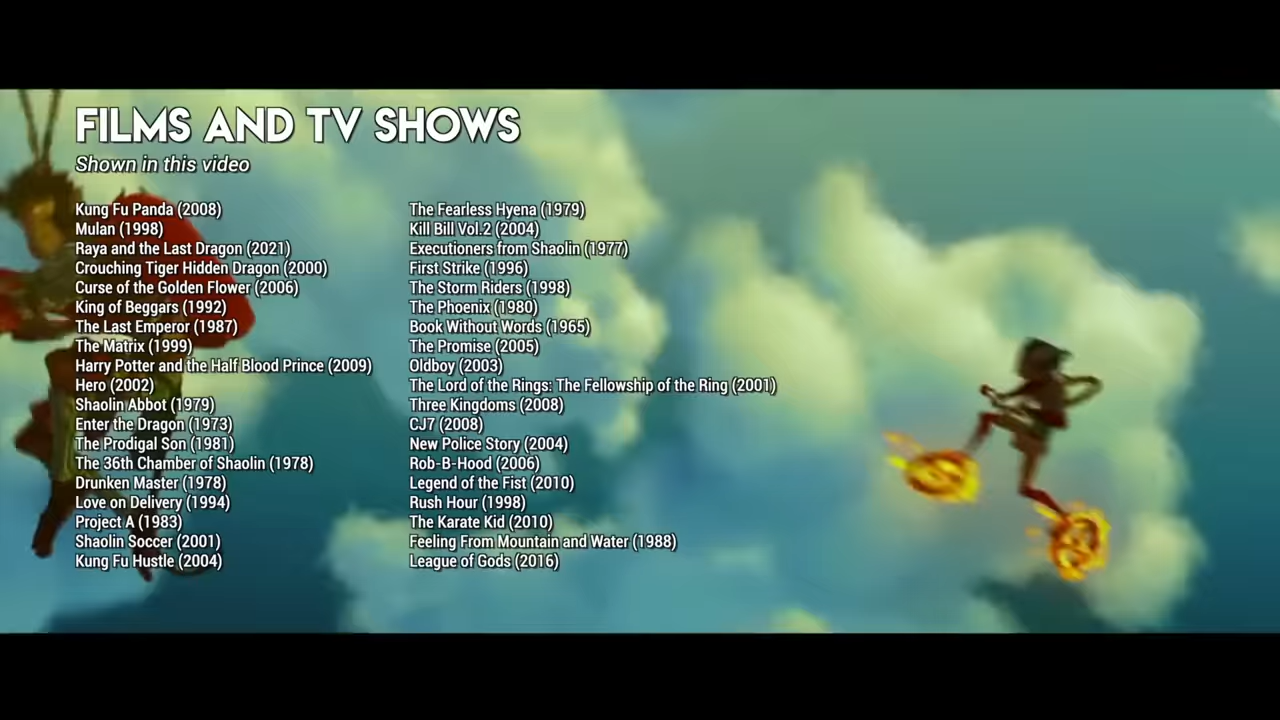 FILMS AND TV SHOWS
Shown in this video
Kung Fu Panda (2008)
Mulan (1998)
Raya and the Last Dragon (2021)
Crouching Tiger Hidden Dragon (2000)
Curse of the Golden Flower (2006)
King of Beggars (1992)
The Last Emperor (1987)
The Matrix (1999)
Harry Potter and the Half Blood Prince (2009)
Hero (2002)
Shaolin Abbot (1979)
Enter the Dragon (1973)
The Prodigal Son (1981)
The 36th Chamber of Shaolin (1978)
Drunken Master (1978)
Love on Delivery (1994)
Project A (1983)
Shaolin Soccer (2001)
Kung Fu Hustle (2004)
The Fearless Hyena (1979)
Kill Bill Vol.2 (2004)
Executioners from Shaolin (1977)
First Strike (1996)
The Storm Riders (1998)
The Phoenix (1980)
Book Without Words (1965)
The Promise (2005)
Oldboy (2003)
The Lord of the Rings: The Fellowship of the Ring (2001)
Three Kingdoms (2008)
CJ7 (2008)
New Police Story (2004)
Rob-B-Hood (2006)
Legend of the Fist (2010)
Rush Hour (1998)
The Karate Kid (2010)
Feeling From Mountain and Water (1988)
League of Gods (2016)